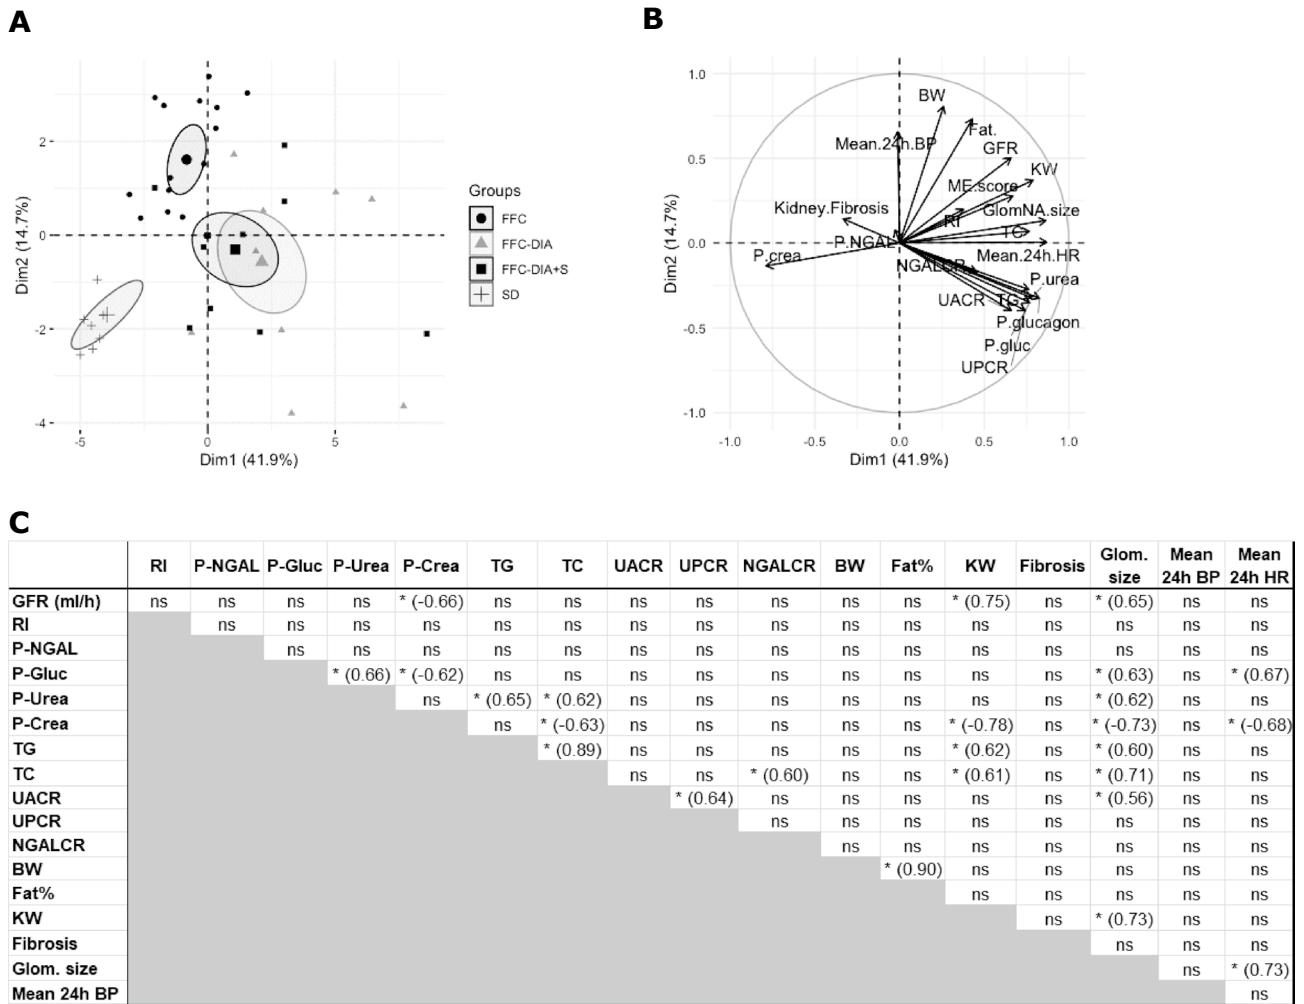 A
B
2
0
-2
-4
-5
0
5
Dim2 (14.7%)
Dim1 (41.9%)
Groups
FFC
FFC-DIA
FFC-DIA+S
SD
1.0
0.5
0.0
-0.5
-1.0
-1.0
-0.5
0.0
0.5
1.0
Dim2 (14.7%)
Dim1 (41.9%)
BW
Fat.
Mean.24h.BP
GFR
KW
ME.score
Kidney.Fibrosis
GlomNA.size
RI
TC
P.NGAL
Mean.24h.HR
P.crea
NGALCR
P.urea
UACR
TG
P.glucagon
P.gluc
UPCR
C
RI P-NGAL P-Gluc P-Urea P-Crea TG TC UACR UPCR NGALCR BW Fat% KW Fibrosis Glom. size Mean 24h BP Mean 24h HR
GFR (ml/h) ns ns ns ns * (-0.66) ns ns ns ns ns ns ns * (0.75) ns * (0.65) ns ns
RI ns ns ns ns ns ns ns ns ns ns ns ns ns ns ns ns
P-NGAL ns ns ns ns ns ns ns ns ns ns ns ns ns ns ns
P-Gluc * (0.66) * (-0.62) ns ns ns ns ns ns ns ns ns * (0.63) ns * (0.67)
P-Urea ns * (0.65) * (0.62) ns ns ns ns ns ns ns * (0.62) ns ns
P-Crea ns * (-0.63) ns ns ns ns ns * (-0.78) ns * (-0.73) ns * (-0.68)
TG * (0.89) ns ns ns ns ns * (0.62) ns * (0.60) ns ns
TC ns ns * (0.60) ns ns * (0.61) ns * (0.71) ns ns
UACR * (0.64) ns ns ns ns ns * (0.56) ns ns
UPCR ns ns ns ns ns ns ns ns
NGALCR ns ns ns ns ns ns ns
BW * (0.90) ns ns ns ns ns
Fat% ns ns ns ns ns
KW ns * (0.73) ns ns
Fibrosis ns ns ns
Glom. size ns * (0.73)
Mean 24h BP ns